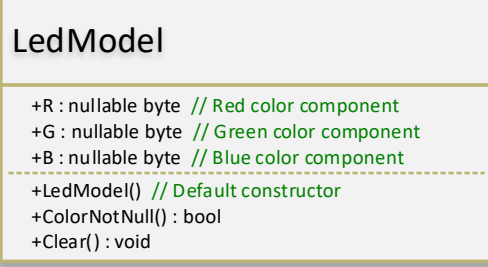 LedModel
+R : nullable byte // Red color component
+G : nullable byte // Green color component
+B : nullable byte // Blue color component
+LedModel() // Default constructor
+ColorNotNull() : bool
+Clear() : void